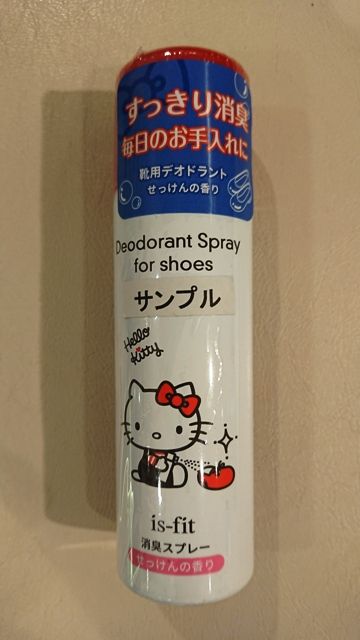 すっきり消臭
毎日のお手入れに
靴用デオドラント
せっけんの香り
Deodorant Spray
for shoes
サンプル
Hello
Kitty
is-fit
消臭スプレー
せっけんの香り